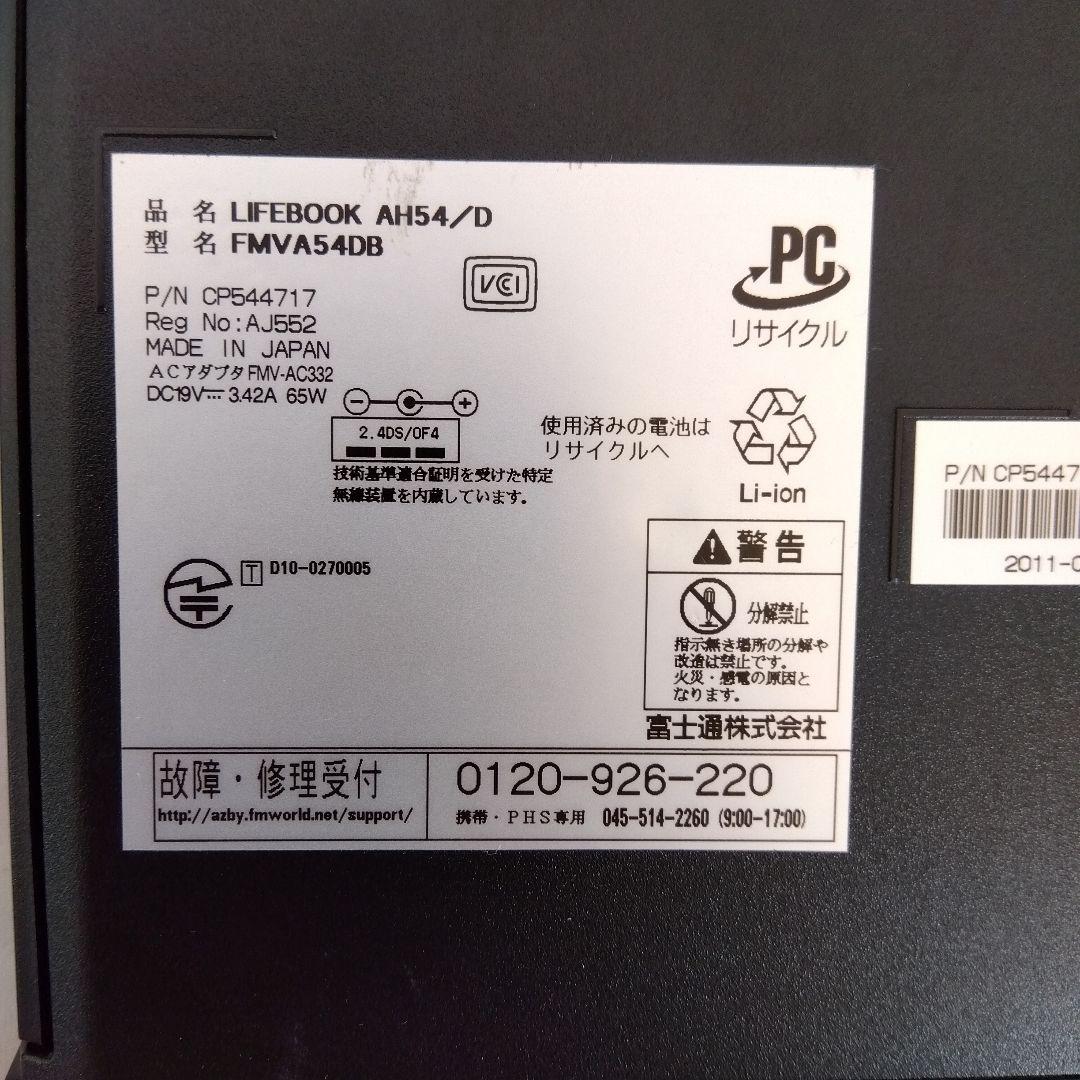 品 名 LIFEBOOK AH54/D
型 名 FMVA54DB
P/N CP544717
Reg No:AJ552
MADE IN JAPAN
ACアダプタ FMV-AC332
DC19V 3.42A 65W
2.4DS/0F4
技術基準適合証明を受けた特定
無線装置を内蔵しています。
VCCI
PC
リサイクル
使用済みの電池は
リサイクルへ
Li-ion
T D10-0270005
警告
分解禁止
指示無き場所の分解や
改造は禁止です。
火災・感電の原因と
なります。
富士通株式会社
故障・修理受付
http://azby.fmworld.net/support/
0120-926-220
携帯・PHS専用 045-514-2260 (9:00-17:00)
P/N CP5447
2011-0